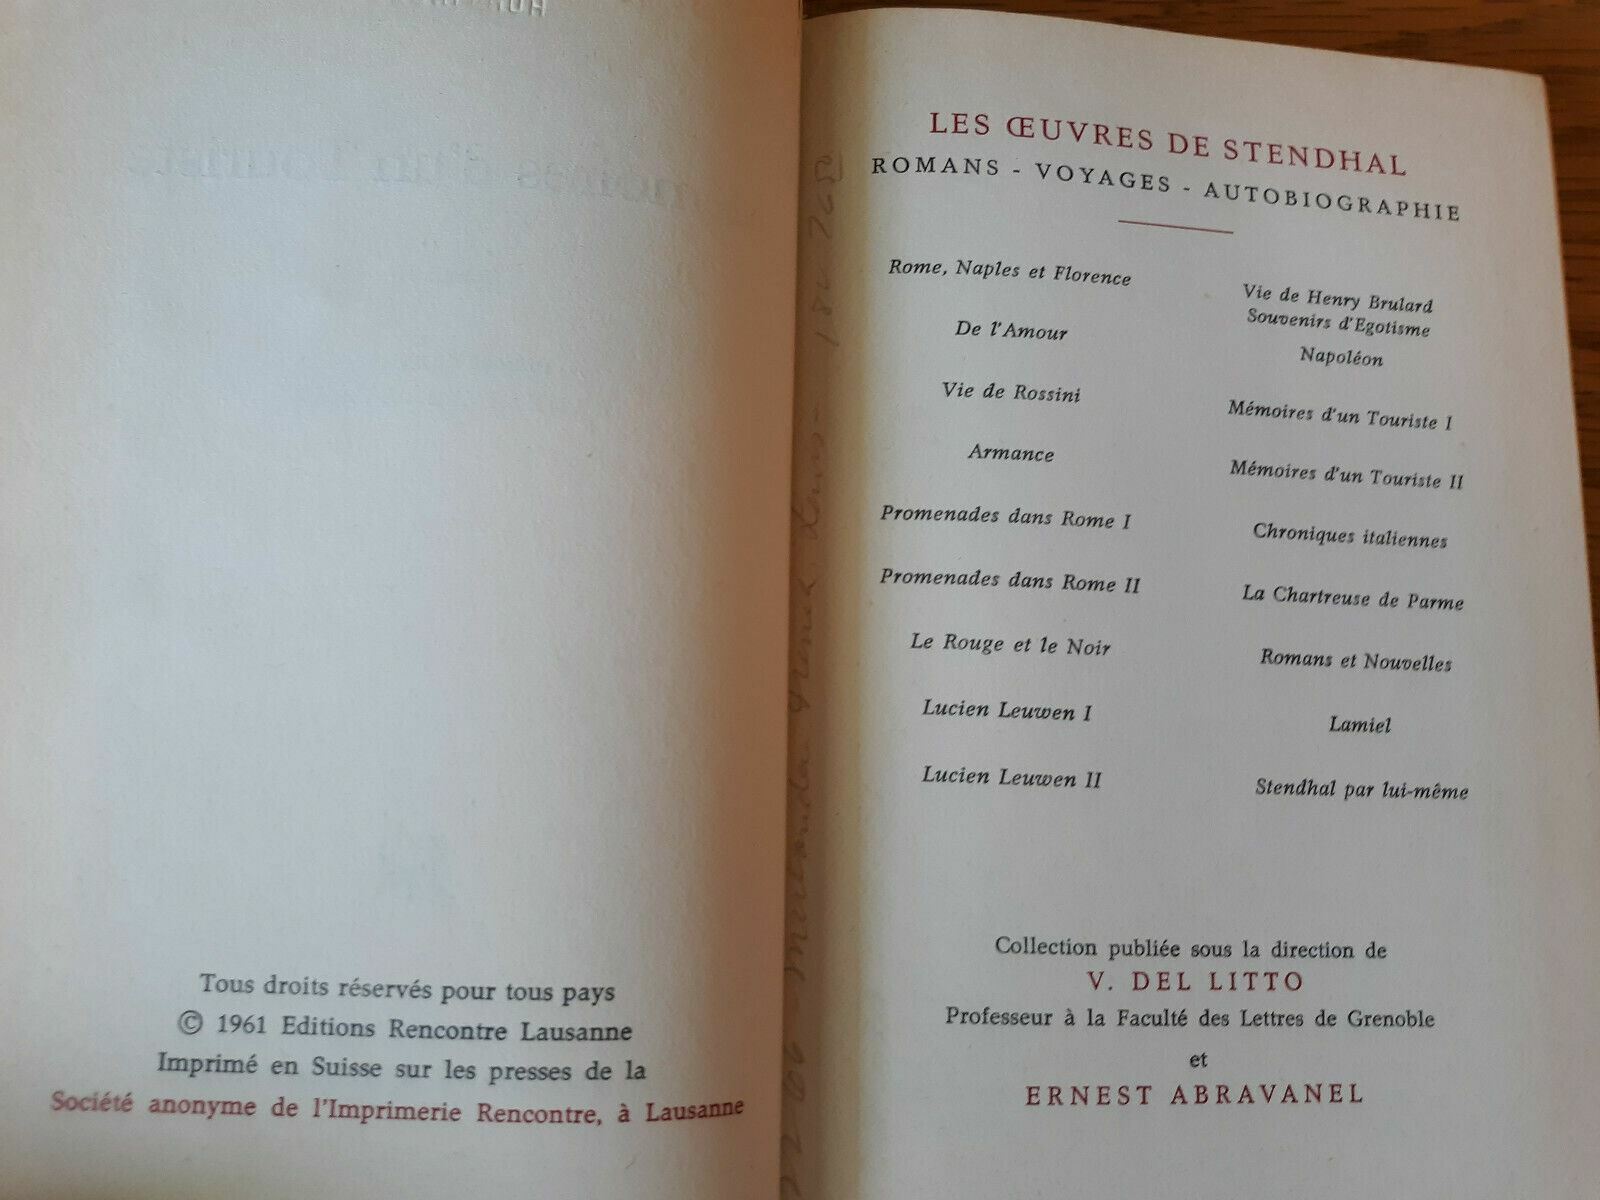 Tous droits réservés pour tous pays
© 1961 Editions Rencontre Lausanne
Imprimé en Suisse sur les presses de la
Société anonyme de l'Imprimerie Rencontre, à Lausanne
LES ŒUVRES DE STENDHAL
ROMANS - VOYAGES - AUTOBIOGRAPHIE
Rome, Naples et Florence
De l'Amour
Vie de Rossini
Armance
Promenades dans Rome I
Promenades dans Rome II
Le Rouge et le Noir
Lucien Leuwen I
Lucien Leuwen II
Vie de Henry Brulard
Souvenirs d'Egotisme
Napoléon
Mémoires d'un Touriste I
Mémoires d'un Touriste II
Chroniques italiennes
La Chartreuse de Parme
Romans et Nouvelles
Lamiel
Stendhal par lui-même
Collection publiée sous la direction de
V. DEL LITTO
Professeur à la Faculté des Lettres de Grenoble
et
ERNEST ABRAVANEL